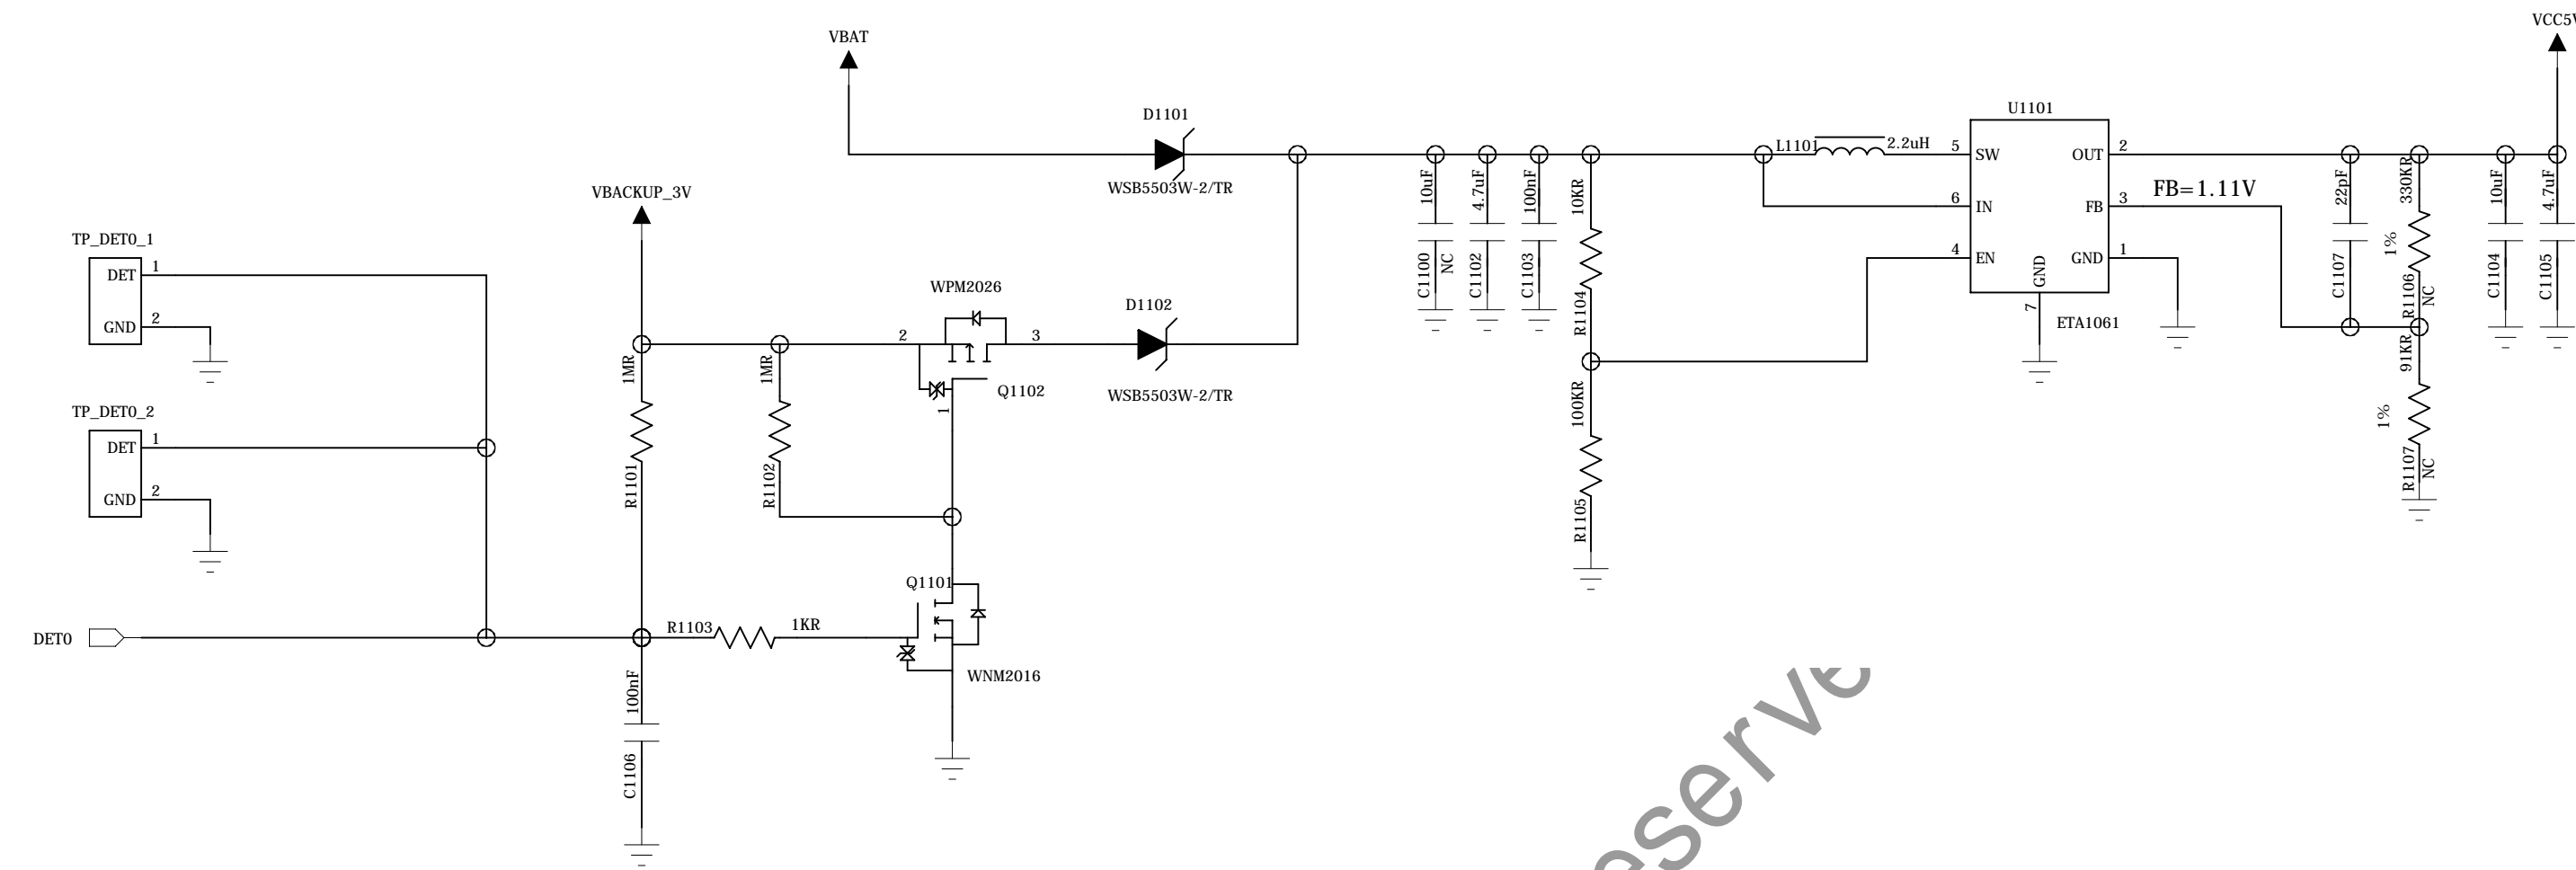 VCC5V
VBAT
U1101
D1101
L1101
2.2uH
5
SW
OUT
2
WSB5503W-2/TR
VBACKUP_3V
10uF
4.7uF
100nF
10KR
6
IN
FB
3
FB=1.11V
22pF
330KR
10uF
4.7uF
TP_DET0_1
DET
1
GND
2
4
EN
GND
1
GND
7
ETA1061
C1100
NC
C1102
C1103
R1104
C1107
1%
R1106
NC
C1104
C1105
WPM2026
D1102
2
3
1MR
1MR
Q1102
1
WSB5503W-2/TR
TP_DET0_2
DET
1
GND
2
R1101
R1102
100KR
R1105
91KR
1%
R1107
NC
Q1101
DET0
R1103
1KR
WNM2016
100nF
C1106
eserve